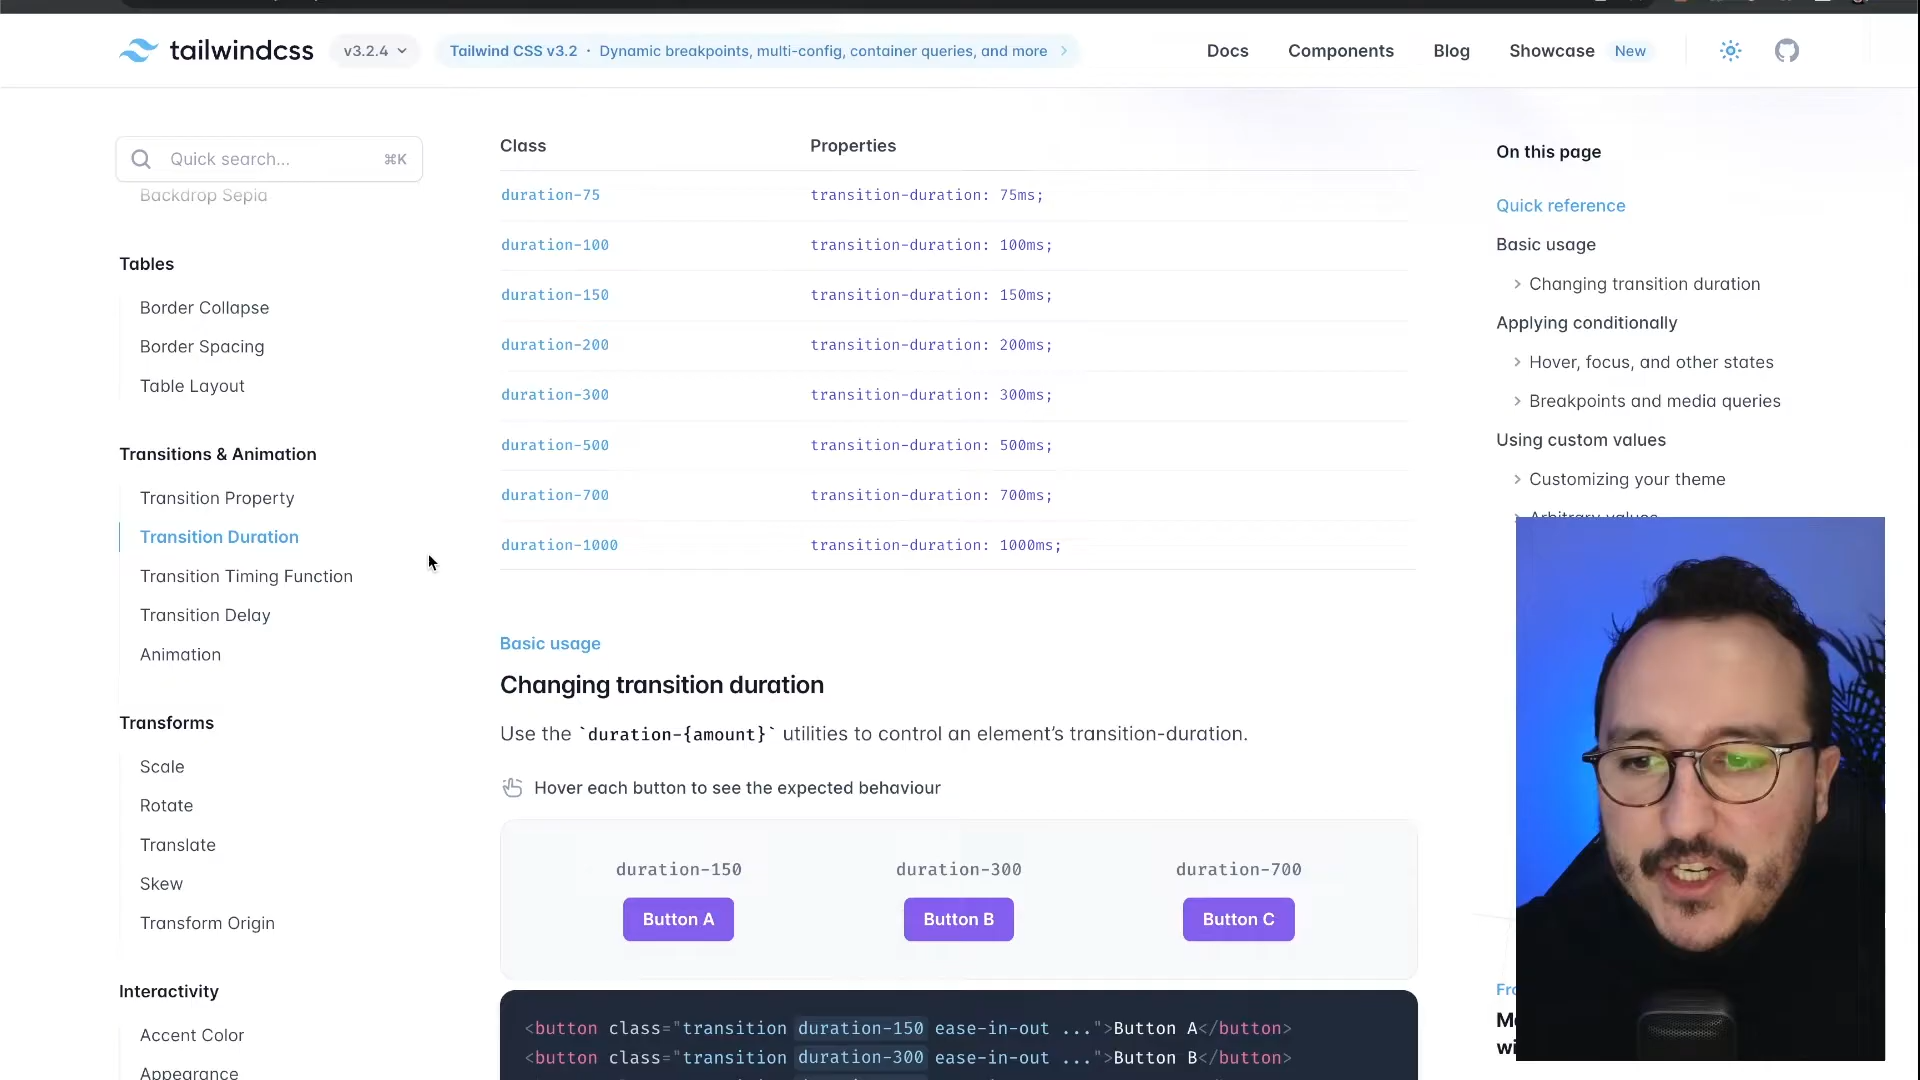 tailwindcss
v3.2.4
Tailwind CSS v3.2 · Dynamic breakpoints, multi-config, container queries, and more
Docs
Components
Blog
Showcase
New
Quick search...
⌘K
Backdrop Sepia
Tables
Border Collapse
Border Spacing
Table Layout
Transitions & Animation
Transition Property
Transition Duration
Transition Timing Function
Transition Delay
Animation
Transforms
Scale
Rotate
Translate
Skew
Transform Origin
Interactivity
Accent Color
Appearance
Class Properties
duration-75 transition-duration: 75ms;
duration-100 transition-duration: 100ms;
duration-150 transition-duration: 150ms;
duration-200 transition-duration: 200ms;
duration-300 transition-duration: 300ms;
duration-500 transition-duration: 500ms;
duration-700 transition-duration: 700ms;
duration-1000 transition-duration: 1000ms;
Basic usage
Changing transition duration
Use the `duration-{amount}` utilities to control an element’s transition-duration.
Hover each button to see the expected behaviour
duration-150 duration-300 duration-700
Button A Button B Button C
<button class="transition duration-150 ease-in-out ...">Button A</button>
<button class="transition duration-300 ease-in-out ...">Button B</button>
On this page
Quick reference
Basic usage
Changing transition duration
Applying conditionally
Hover, focus, and other states
Breakpoints and media queries
Using custom values
Customizing your theme
Arbitrary values